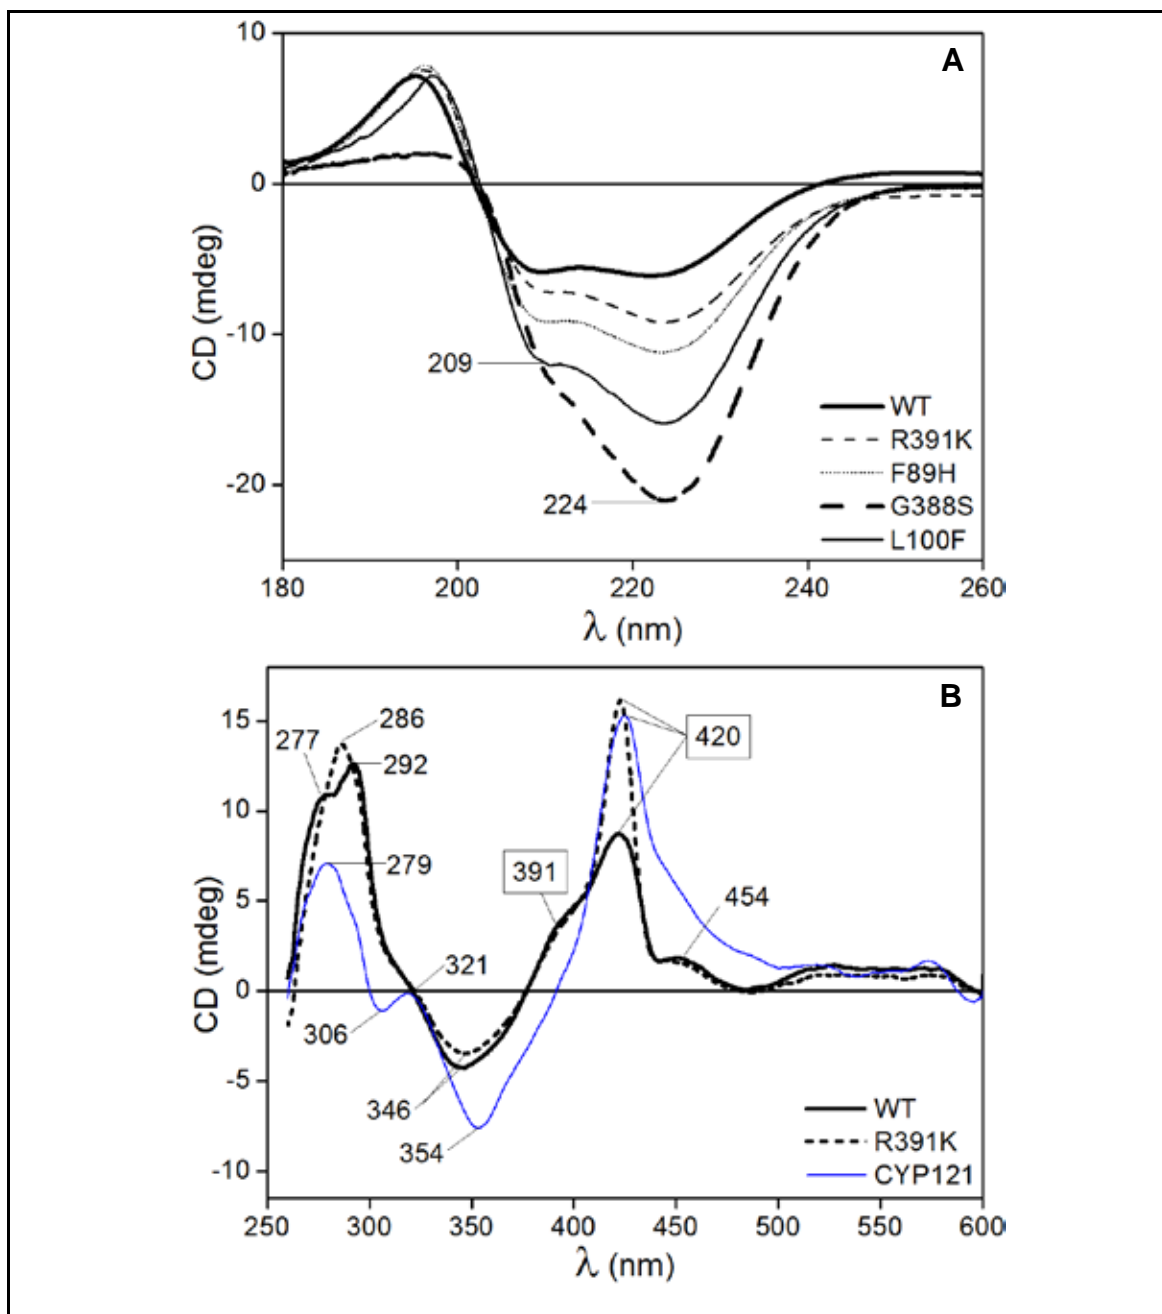 A
10
0
-10
-20
CD (mdeg)
209
224
WT
R391K
F89H
G388S
L100F
180 200 220 240 260
λ (nm)
B
15
10
5
0
-5
-10
CD (mdeg)
286
277
292
279
420
391
454
321
306
346
354
WT
R391K
CYP121
250 300 350 400 450 500 550 600
λ (nm)